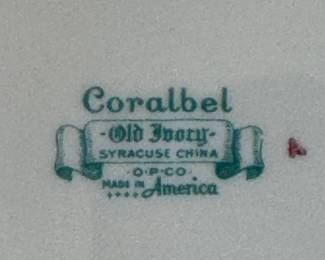 Coralbel
-Old Ivory-
SYRACUSE CHINA
·O·P·CO·
MADE IN America